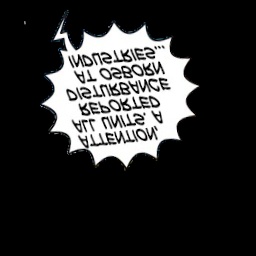 ATTENTION,
ALL UNITS, A
REPORTED
DISTURBANCE
AT OSBORN
INDUSTRIES...